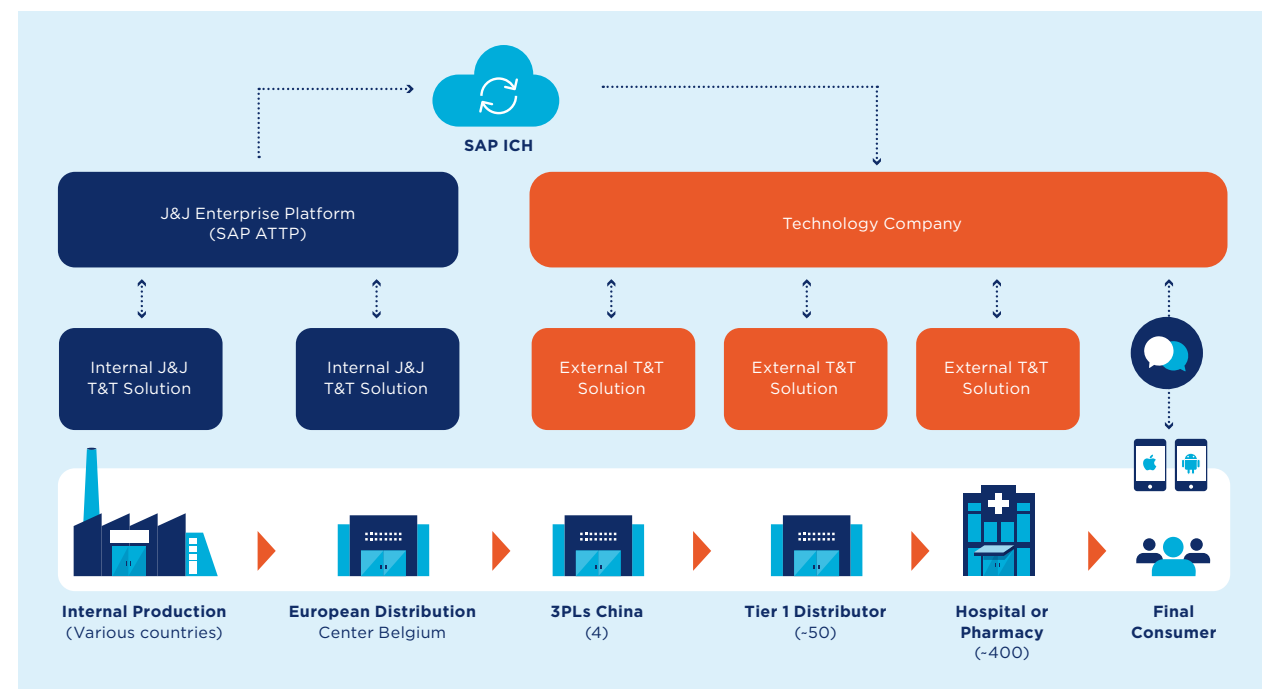 SAP ICH
J&J Enterprise Platform
(SAP ATTP)
Technology Company
Internal J&J
T&T Solution
Internal J&J
T&T Solution
External T&T
Solution
External T&T
Solution
External T&T
Solution
Internal Production
(Various countries)
European Distribution
Center Belgium
3PLs China
(4)
Tier 1 Distributor
(~50)
Hospital or
Pharmacy
(~400)
Final
Consumer